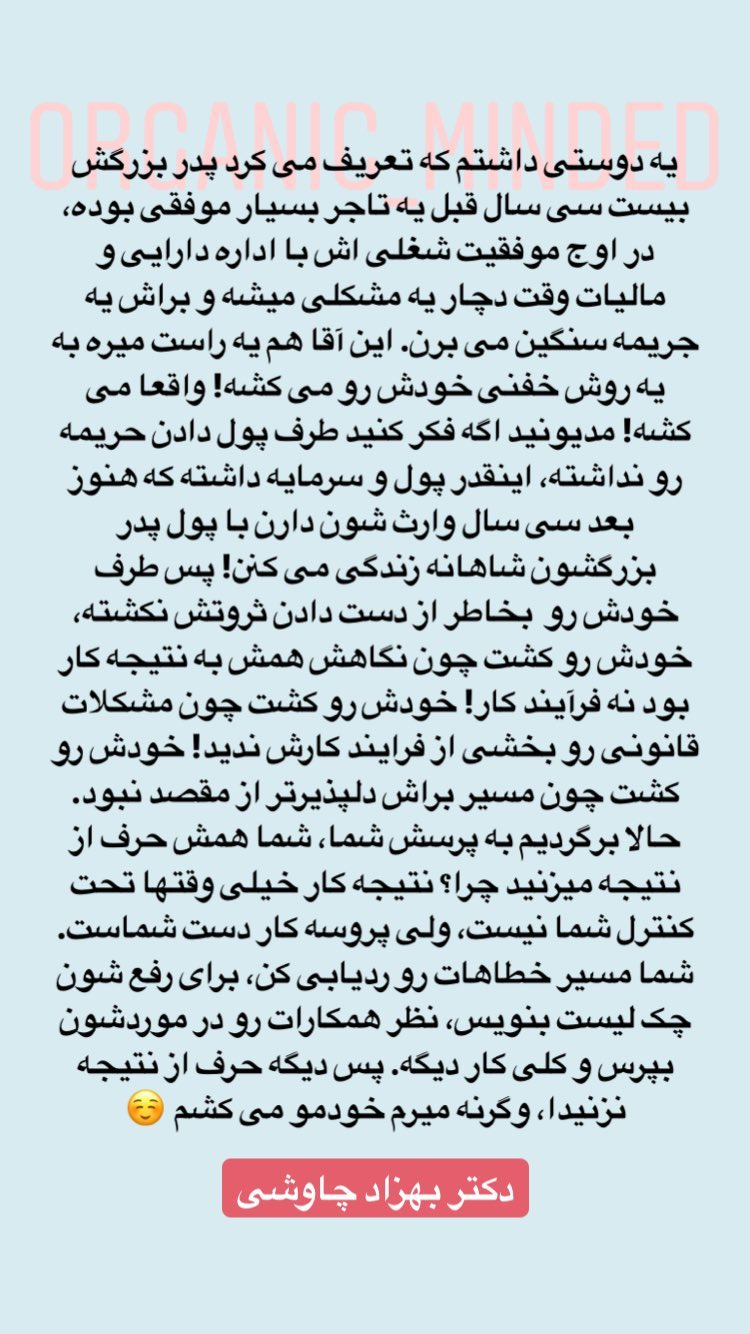 ORGANIC_MINDED
یه دوستی داشتم که تعریف می کرد پدر بزرگش
بیست سی سال قبل یه تاجر بسیار موفقی بوده،
در اوج موفقیت شغلی اش با اداره دارایی و
مالیات وقت دچار یه مشکلی میشه و براش یه
جریمه سنگین می برن. این آقا هم یه راست میره به
یه روش خفنی خودش رو می کشه! واقعا می
کشه! مدیونید اگه فکر کنید طرف پول دادن حریمه
رو نداشته، اینقدر پول و سرمایه داشته که هنوز
بعد سی سال وارث شون دارن با پول پدر
بزرگشون شاهانه زندگی می کنن! پس طرف
خودش رو بخاطر از دست دادن ثروتش نکشته،
خودش رو کشت چون نگاهش همش به نتیجه کار
بود نه فرآیند کار! خودش رو کشت چون مشکلات
قانونی رو بخشی از فرایند کارش ندید! خودش رو
کشت چون مسیر براش دلپذیرتر از مقصد نبود.
حالا برگردیم به پرسش شما، شما همش حرف از
نتیجه میزنید چرا؟ نتیجه کار خیلی وقتها تحت
کنترل شما نیست، ولی پروسه کار دست شماست.
شما مسیر خطاهات رو ردیابی کن، برای رفع شون
چک لیست بنویس، نظر همکارات رو در موردشون
بپرس و کلی کار دیگه. پس دیگه حرف از نتیجه
نزنیدا، وگرنه میرم خودمو می کشم ☺️
دکتر بهزاد چاوشی